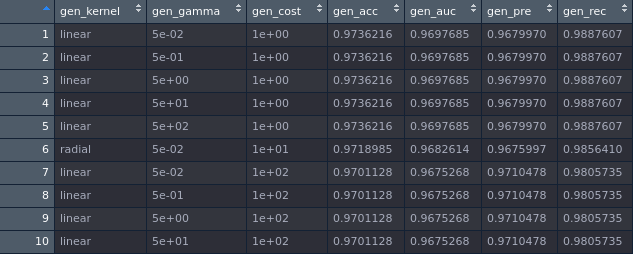 gen_kernel gen_gamma gen_cost gen_acc gen_auc gen_pre gen_rec
1 linear 5e-02 1e+00 0.9736216 0.9697685 0.9679970 0.9887607
2 linear 5e-01 1e+00 0.9736216 0.9697685 0.9679970 0.9887607
3 linear 5e+00 1e+00 0.9736216 0.9697685 0.9679970 0.9887607
4 linear 5e+01 1e+00 0.9736216 0.9697685 0.9679970 0.9887607
5 linear 5e+02 1e+00 0.9736216 0.9697685 0.9679970 0.9887607
6 radial 5e-02 1e+01 0.9718985 0.9682614 0.9675997 0.9856410
7 linear 5e-02 1e+02 0.9701128 0.9675268 0.9710478 0.9805735
8 linear 5e-01 1e+02 0.9701128 0.9675268 0.9710478 0.9805735
9 linear 5e+00 1e+02 0.9701128 0.9675268 0.9710478 0.9805735
10 linear 5e+01 1e+02 0.9701128 0.9675268 0.9710478 0.9805735